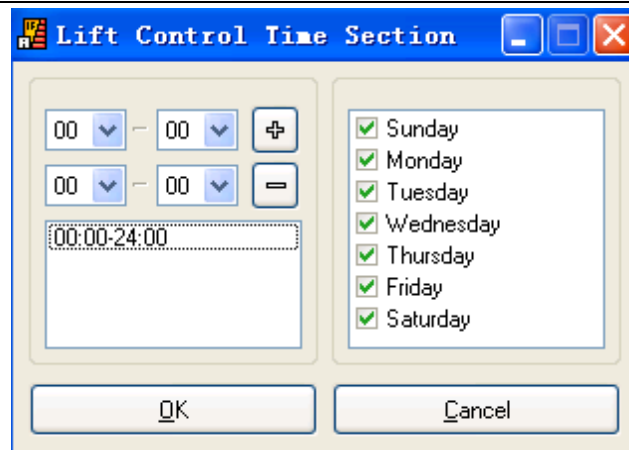 Lift Control Time Section
00 – 00
00 – 00
00:00-24:00
Sunday
Monday
Tuesday
Wednesday
Thursday
Friday
Saturday
OK
Cancel